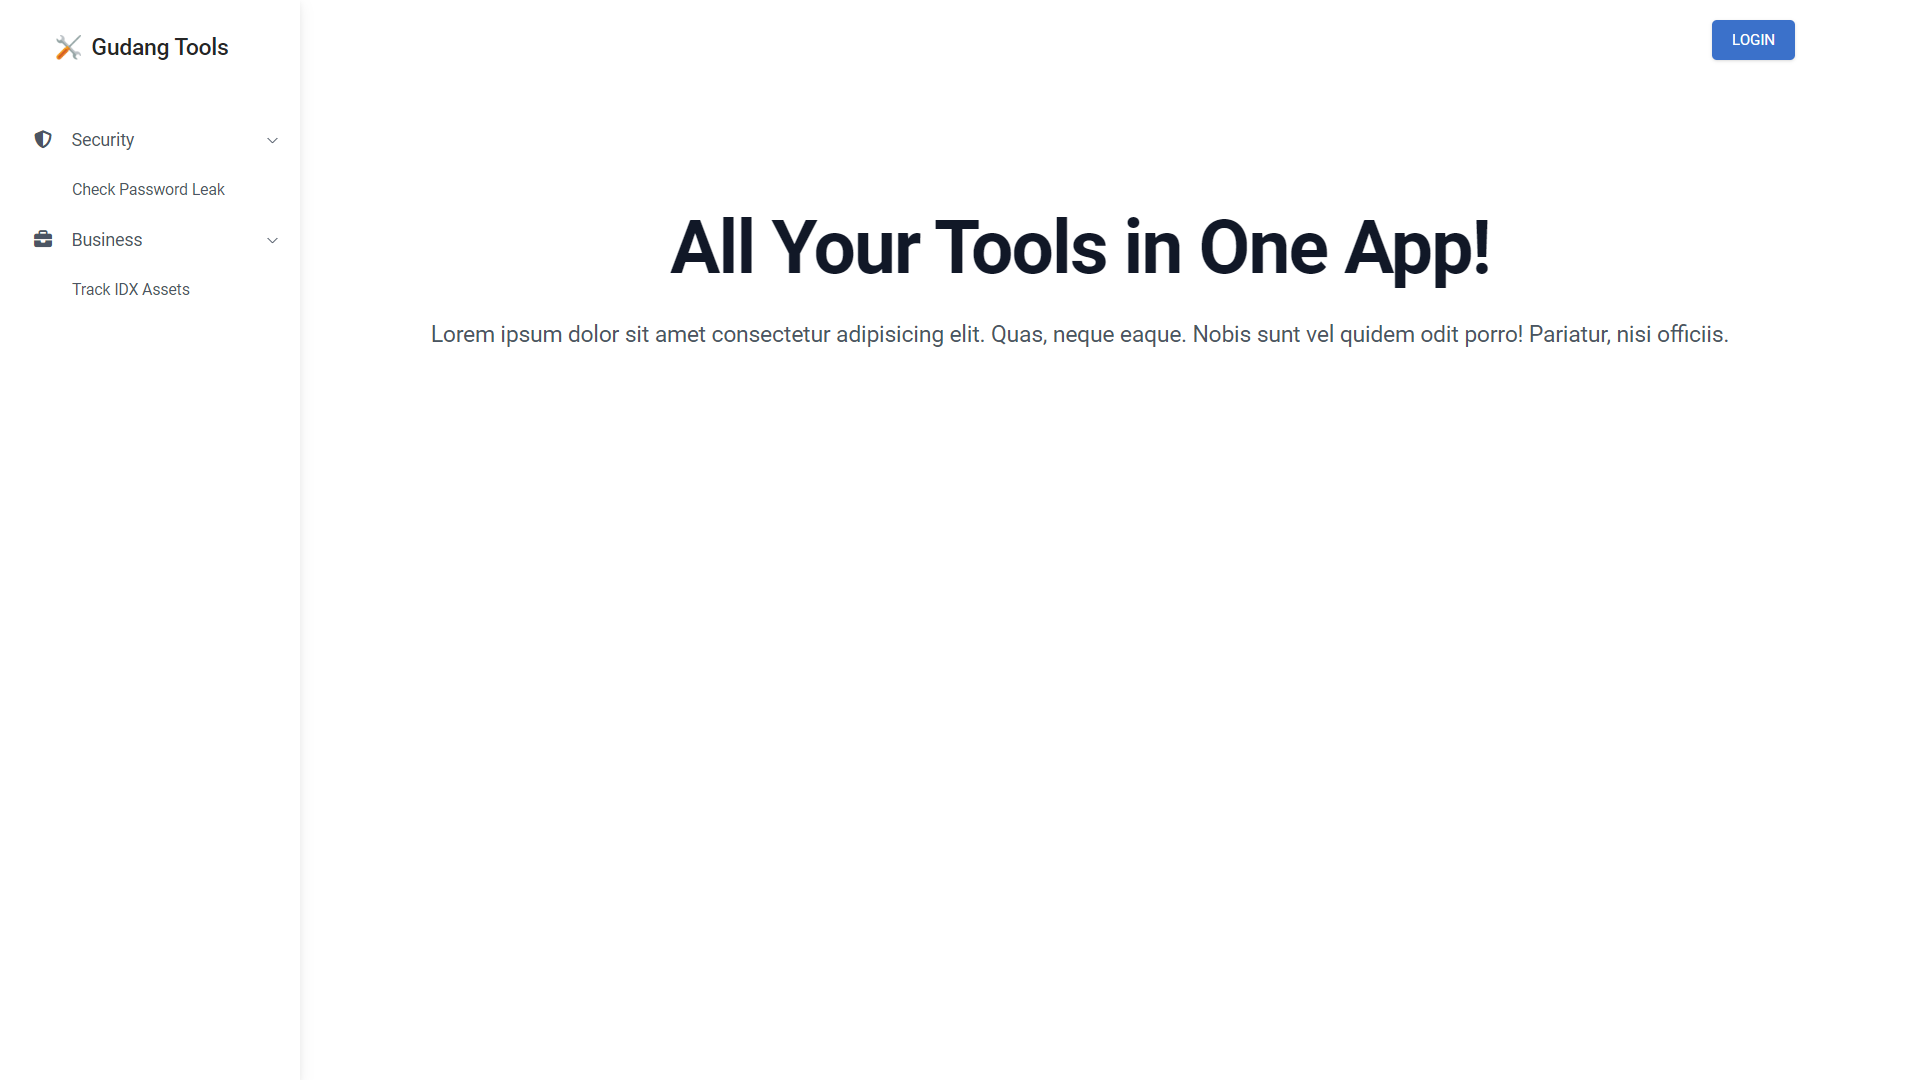 Gudang Tools
LOGIN
Security
Check Password Leak
Business
Track IDX Assets
All Your Tools in One App!
Lorem ipsum dolor sit amet consectetur adipisicing elit. Quas, neque eaque. Nobis sunt vel quidem odit porro! Pariatur, nisi officiis.